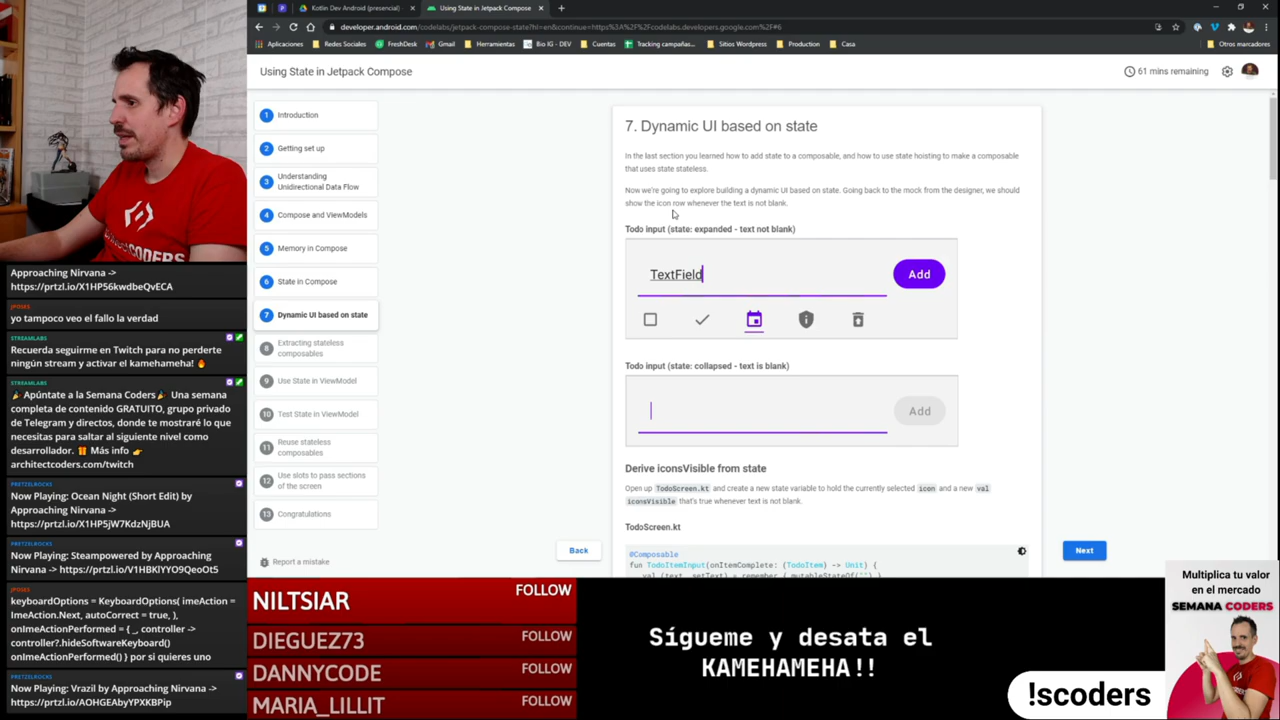 Kotlin Dev Android (presencial)
Using State in Jetpack Compose
developer.android.com/codelabs/jetpack-compose-state?hl=en&continue=https%3A%2F%2Fcodelabs.developers.google.com%2F#6
Aplicaciones
Redes Sociales
FreshDesk
Gmail
Herramientas
Bio IG - DEV
Cuentas
Tracking campañas...
Sitios Wordpress
Production
Casa
Otros marcadores
Using State in Jetpack Compose
61 mins remaining
1 Introduction
2 Getting set up
3 Understanding
Unidirectional Data Flow
4 Compose and ViewModels
5 Memory in Compose
6 State in Compose
7 Dynamic UI based on state
8 Extracting stateless
composables
9 Use State in ViewModel
10 Test State in ViewModel
11 Reuse stateless
composables
12 Use slots to pass sections
of the screen
13 Congratulations
Report a mistake
7. Dynamic UI based on state
In the last section you learned how to add state to a composable, and how to use state hoisting to make a composable
that uses state stateless.
Now we're going to explore building a dynamic UI based on state. Going back to the mock from the designer, we should
show the icon row whenever the text is not blank.
Todo input (state: expanded - text not blank)
TextField
Add
Todo input (state: collapsed - text is blank)
Add
Derive iconsVisible from state
Open up TodoScreen.kt and create a new state variable to hold the currently selected icon and a new val
iconsVisible that's true whenever text is not blank.
TodoScreen.kt
@Composable
fun TodoItemInput(onItemComplete: (TodoItem) -> Unit) {
val (text, setText) = remember { mutableStateOf("") }
Back
Next
Approaching Nirvana ->
https://prtzl.io/X1HP56kwdbeQvECA
JPISES
yo tampoco veo el fallo la verdad
STREAMLABS
Recuerda seguirme en Twitch para no perderte
ningún stream y activar el kamehameha! 🔥
STREAMLABS
🎉 Apúntate a la Semana Coders🎉 Una semana
completa de contenido GRATUITO, grupo privado
de Telegram y directos, donde te mostraré lo que
necesitas para saltar al siguiente nivel como
desarrollador. 🎁 Más info 👉
architectcoders.com/twitch
PRETZELROCKS
Now Playing: Ocean Night (Short Edit) by
Approaching Nirvana ->
https://prtzl.io/X1HP5jW7KdzNjBUA
PRETZELROCKS
Now Playing: Steampowered by Approaching
Nirvana -> https://prtzl.io/V1HBKlYYO9QeoOt5
JPISES
keyboardOptions = KeyboardOptions( imeAction =
ImeAction.Next, autoCorrect = true, ),
onImeActionPerformed = { _, controller ->
controller?.hideSoftwareKeyboard()
onImeActionPerformed() } por si quieres uno
PRETZELROCKS
Now Playing: Vrazil by Approaching Nirvana ->
https://prtzl.io/AOHGEAbyYPXKBPip
NILTSIAR FOLLOW
DIEGUEZ73 FOLLOW
DANNYCODE FOLLOW
MARIA_LILLIT FOLLOW
Sígueme y desata el
KAMEHAMEHA!!
!scoders
Multiplica tu valor
en el mercado
SEMANA CODERS
CODERS